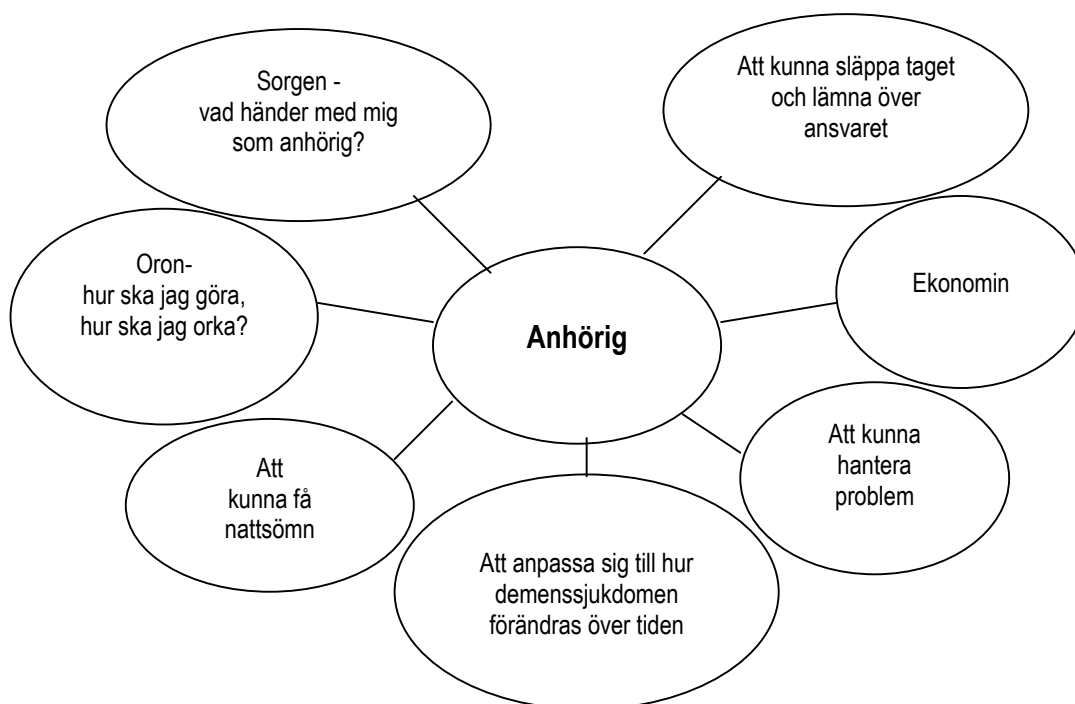 Sorgen -
vad händer med mig
som anhörig?
Att kunna släppa taget
och lämna över
ansvaret
Oron-
hur ska jag göra,
hur ska jag orka?
Ekonomin
Anhörig
Att
kunna få
nattsömn
Att kunna
hantera
problem
Att anpassa sig till hur
demenssjukdomen
förändras över tiden